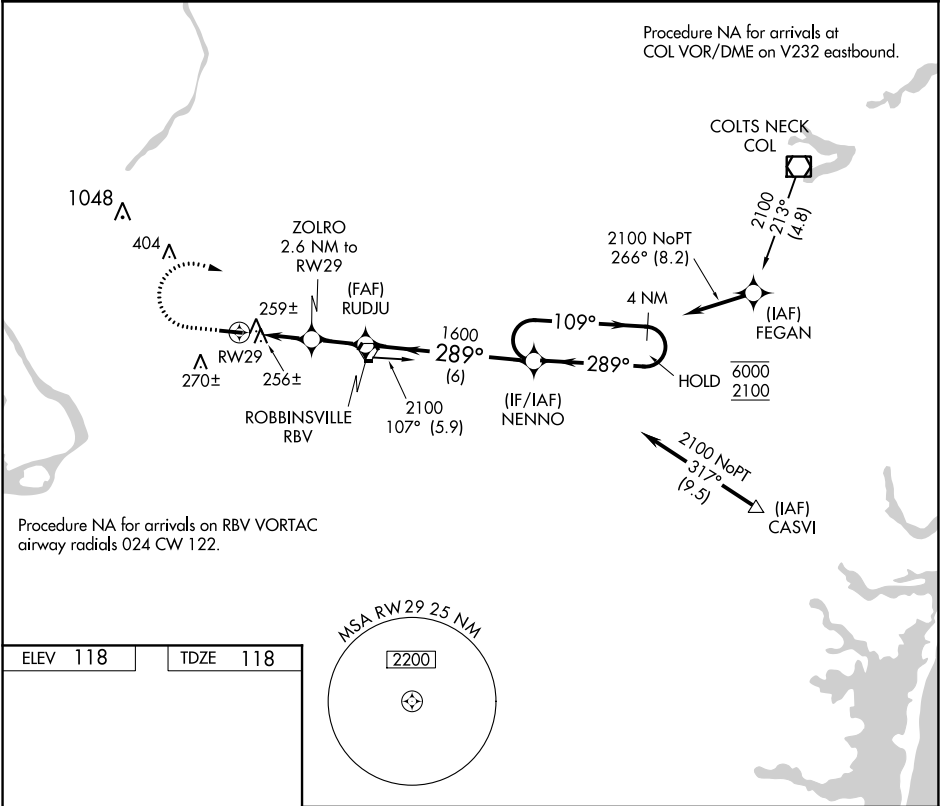 Procedure NA for arrivals at
COL VOR/DME on V232 eastbound.
COLTS NECK
COL
2100
213°
(4.8)
1048
404
ZOLRO
2.6 NM to
RW29
2100 NoPT
266° (8.2)
(FAF)
RUDJU
4 NM
(IAF)
FEGAN
259±
1600
289°
(6)
109°
289°
RW29
270±
256±
HOLD
6000
2100
ROBBINSVILLE
RBV
2100
107° (5.9)
(IF/IAF)
NENNO
2100 NoPT
317°
(9.5)
(IAF)
CASVI
Procedure NA for arrivals on RBV VORTAC
airway radials 024 CW 122.
MSA RW29 25 NM
2200
ELEV 118
TDZE 118